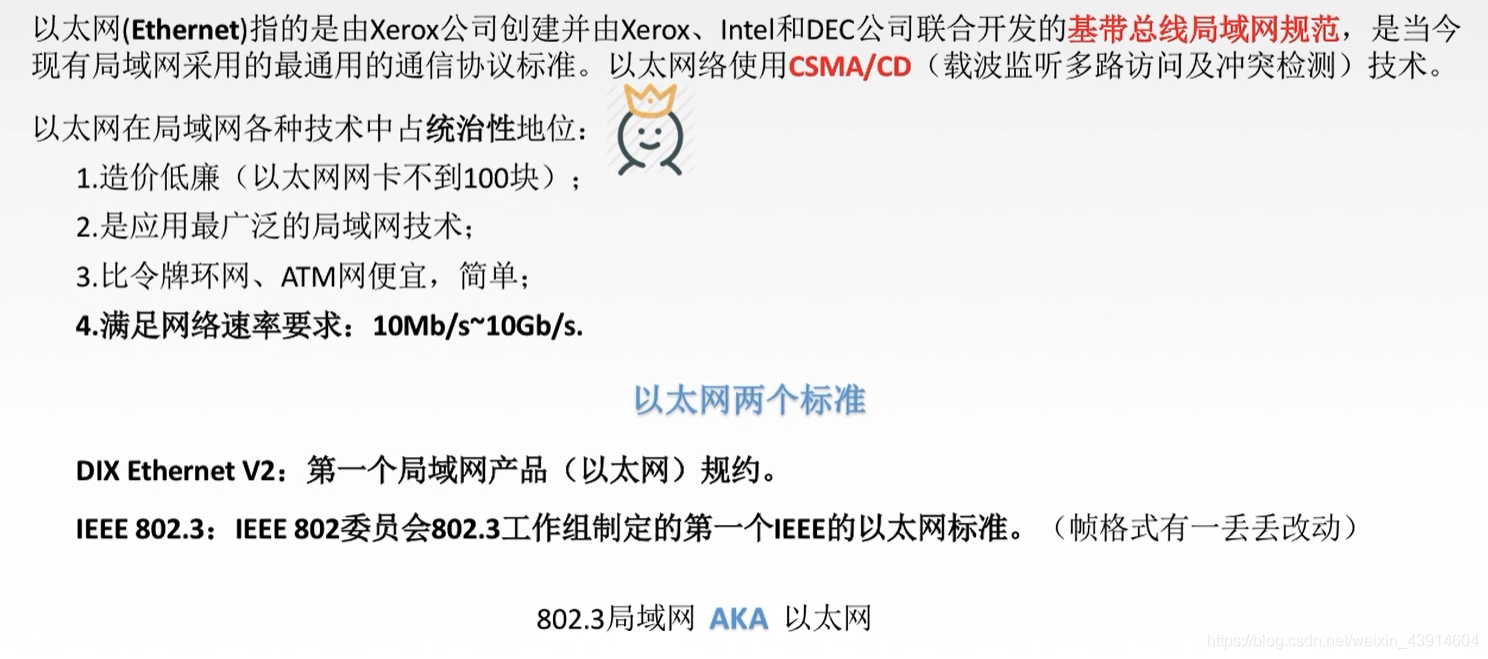 以太网(Ethernet)指的是由Xerox公司创建并由Xerox、Intel和DEC公司联合开发的基带总线局域网规范，是当今
现有局域网采用的最通用的通信协议标准。以太网络使用CSMA/CD（载波监听多路访问及冲突检测）技术。
以太网在局域网各种技术中占统治性地位：
1.造价低廉（以太网网卡不到100块）；
2.是应用最广泛的局域网技术；
3.比令牌环网、ATM网便宜，简单；
4.满足网络速率要求：10Mb/s~10Gb/s.
以太网两个标准
DIX Ethernet V2：第一个局域网产品（以太网）规约。
IEEE 802.3：IEEE 802委员会802.3工作组制定的第一个IEEE的以太网标准。（帧格式有一丢丢改动）
802.3局域网 AKA 以太网
https://blog.csdn.net/weixin_43914604